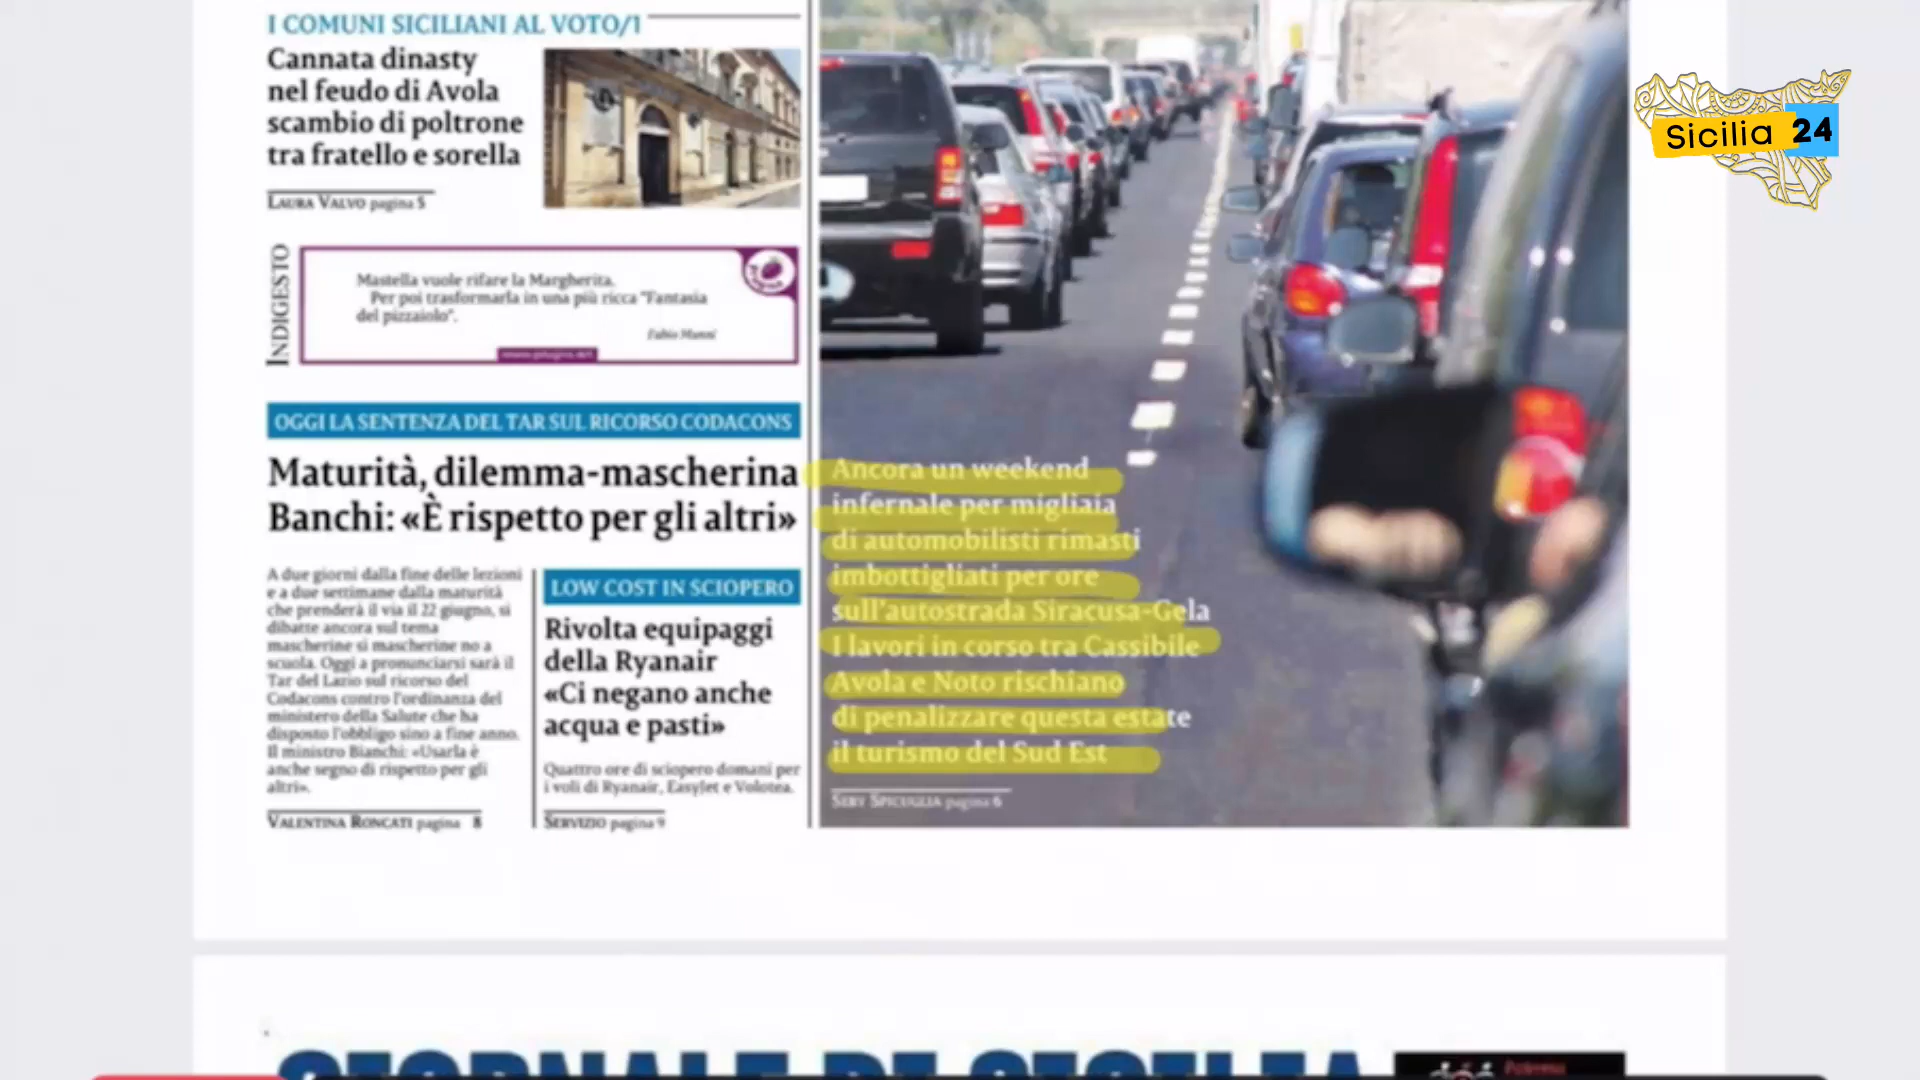 I COMUNI SICILIANI AL VOTO/1
Cannata dinasty
nel feudo di Avola
scambio di poltrone
tra fratello e sorella
LAURA VALVO pagina 5
INDIGESTO
Mastella vuole rifare la Margherita.
Per poi trasformarla in una più ricca "Fantasia
del pizzaiolo".
Fabio Manni
OGGI LA SENTENZA DEL TAR SUL RICORSO CODACONS
Maturità, dilemma-mascherina
Banchi: «È rispetto per gli altri»
A due giorni dalla fine delle lezioni
e a due settimane dalla maturità
che prenderà il via il 22 giugno, si
dibatte ancora sul tema
mascherine sì mascherine no a
scuola. Oggi a pronunciarsi sarà il
Tar del Lazio sul ricorso del
Codacons contro l'ordinanza del
ministero della Salute che ha
disposto l'obbligo sino a fine anno.
Il ministro Bianchi: «Usarla è
anche segno di rispetto per gli
altri».
VALENTINA RONCATI pagina 8
LOW COST IN SCIOPERO
Rivolta equipaggi
della Ryanair
«Ci negano anche
acqua e pasti»
Quattro ore di sciopero domani per
i voli di Ryanair, EasyJet e Volotea.
SERVIZIO pagina 9
Ancora un weekend
infernale per migliaia
di automobilisti rimasti
imbottigliati per ore
sull'autostrada Siracusa-Gela
I lavori in corso tra Cassibile
Avola e Noto rischiano
di penalizzare questa estate
il turismo del Sud Est
SEBY SPICUGLIA pagina 6
Sicilia 24
GIORNALE DI SICILIA